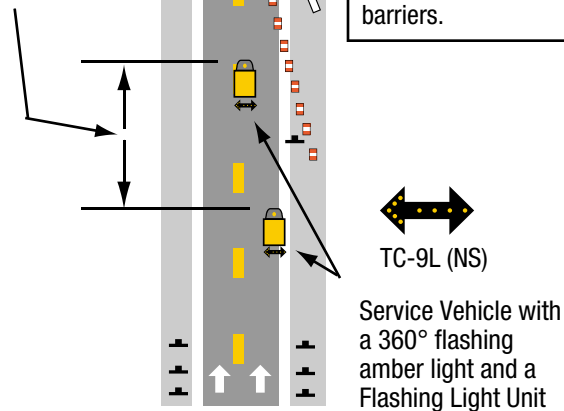 barriers.
TC-9L (NS)
Service Vehicle with
a 360° flashing
amber light and a
Flashing Light Unit